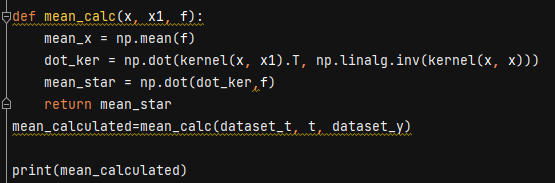 def mean_calc(x, x1, f):
    mean_x = np.mean(f)
    dot_ker = np.dot(kernel(x, x1).T, np.linalg.inv(kernel(x, x)))
    mean_star = np.dot(dot_ker,f)
    return mean_star
mean_calculated=mean_calc(dataset_t, t, dataset_y)
print(mean_calculated)